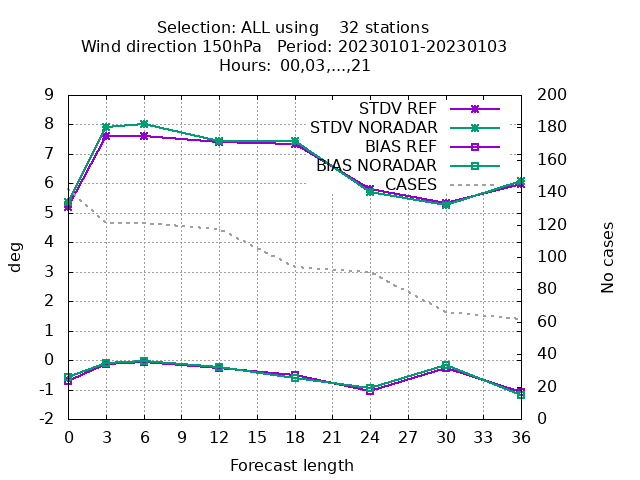 Selection: ALL using    32 stations
Wind direction 150hPa   Period: 20230101-20230103
Hours:  00,03,...,21
9
8
7
6
5
4
3
2
1
0
-1
-2
deg
STDV REF
STDV NORADAR
BIAS REF
BIAS NORADAR
CASES
200
180
160
140
120
100
80
60
40
20
0
No cases
0 3 6 9 12 15 18 21 24 27 30 33 36
Forecast length